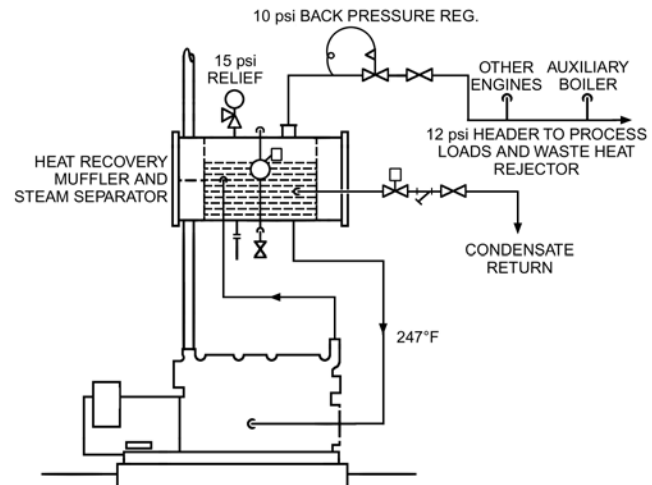 10 psi BACK PRESSURE REG.
15 psi
RELIEF
OTHER
ENGINES
AUXILIARY
BOILER
12 psi HEADER TO PROCESS
LOADS AND WASTE HEAT
REJECTOR
HEAT RECOVERY
MUFFLER AND
STEAM SEPARATOR
CONDENSATE
RETURN
247°F